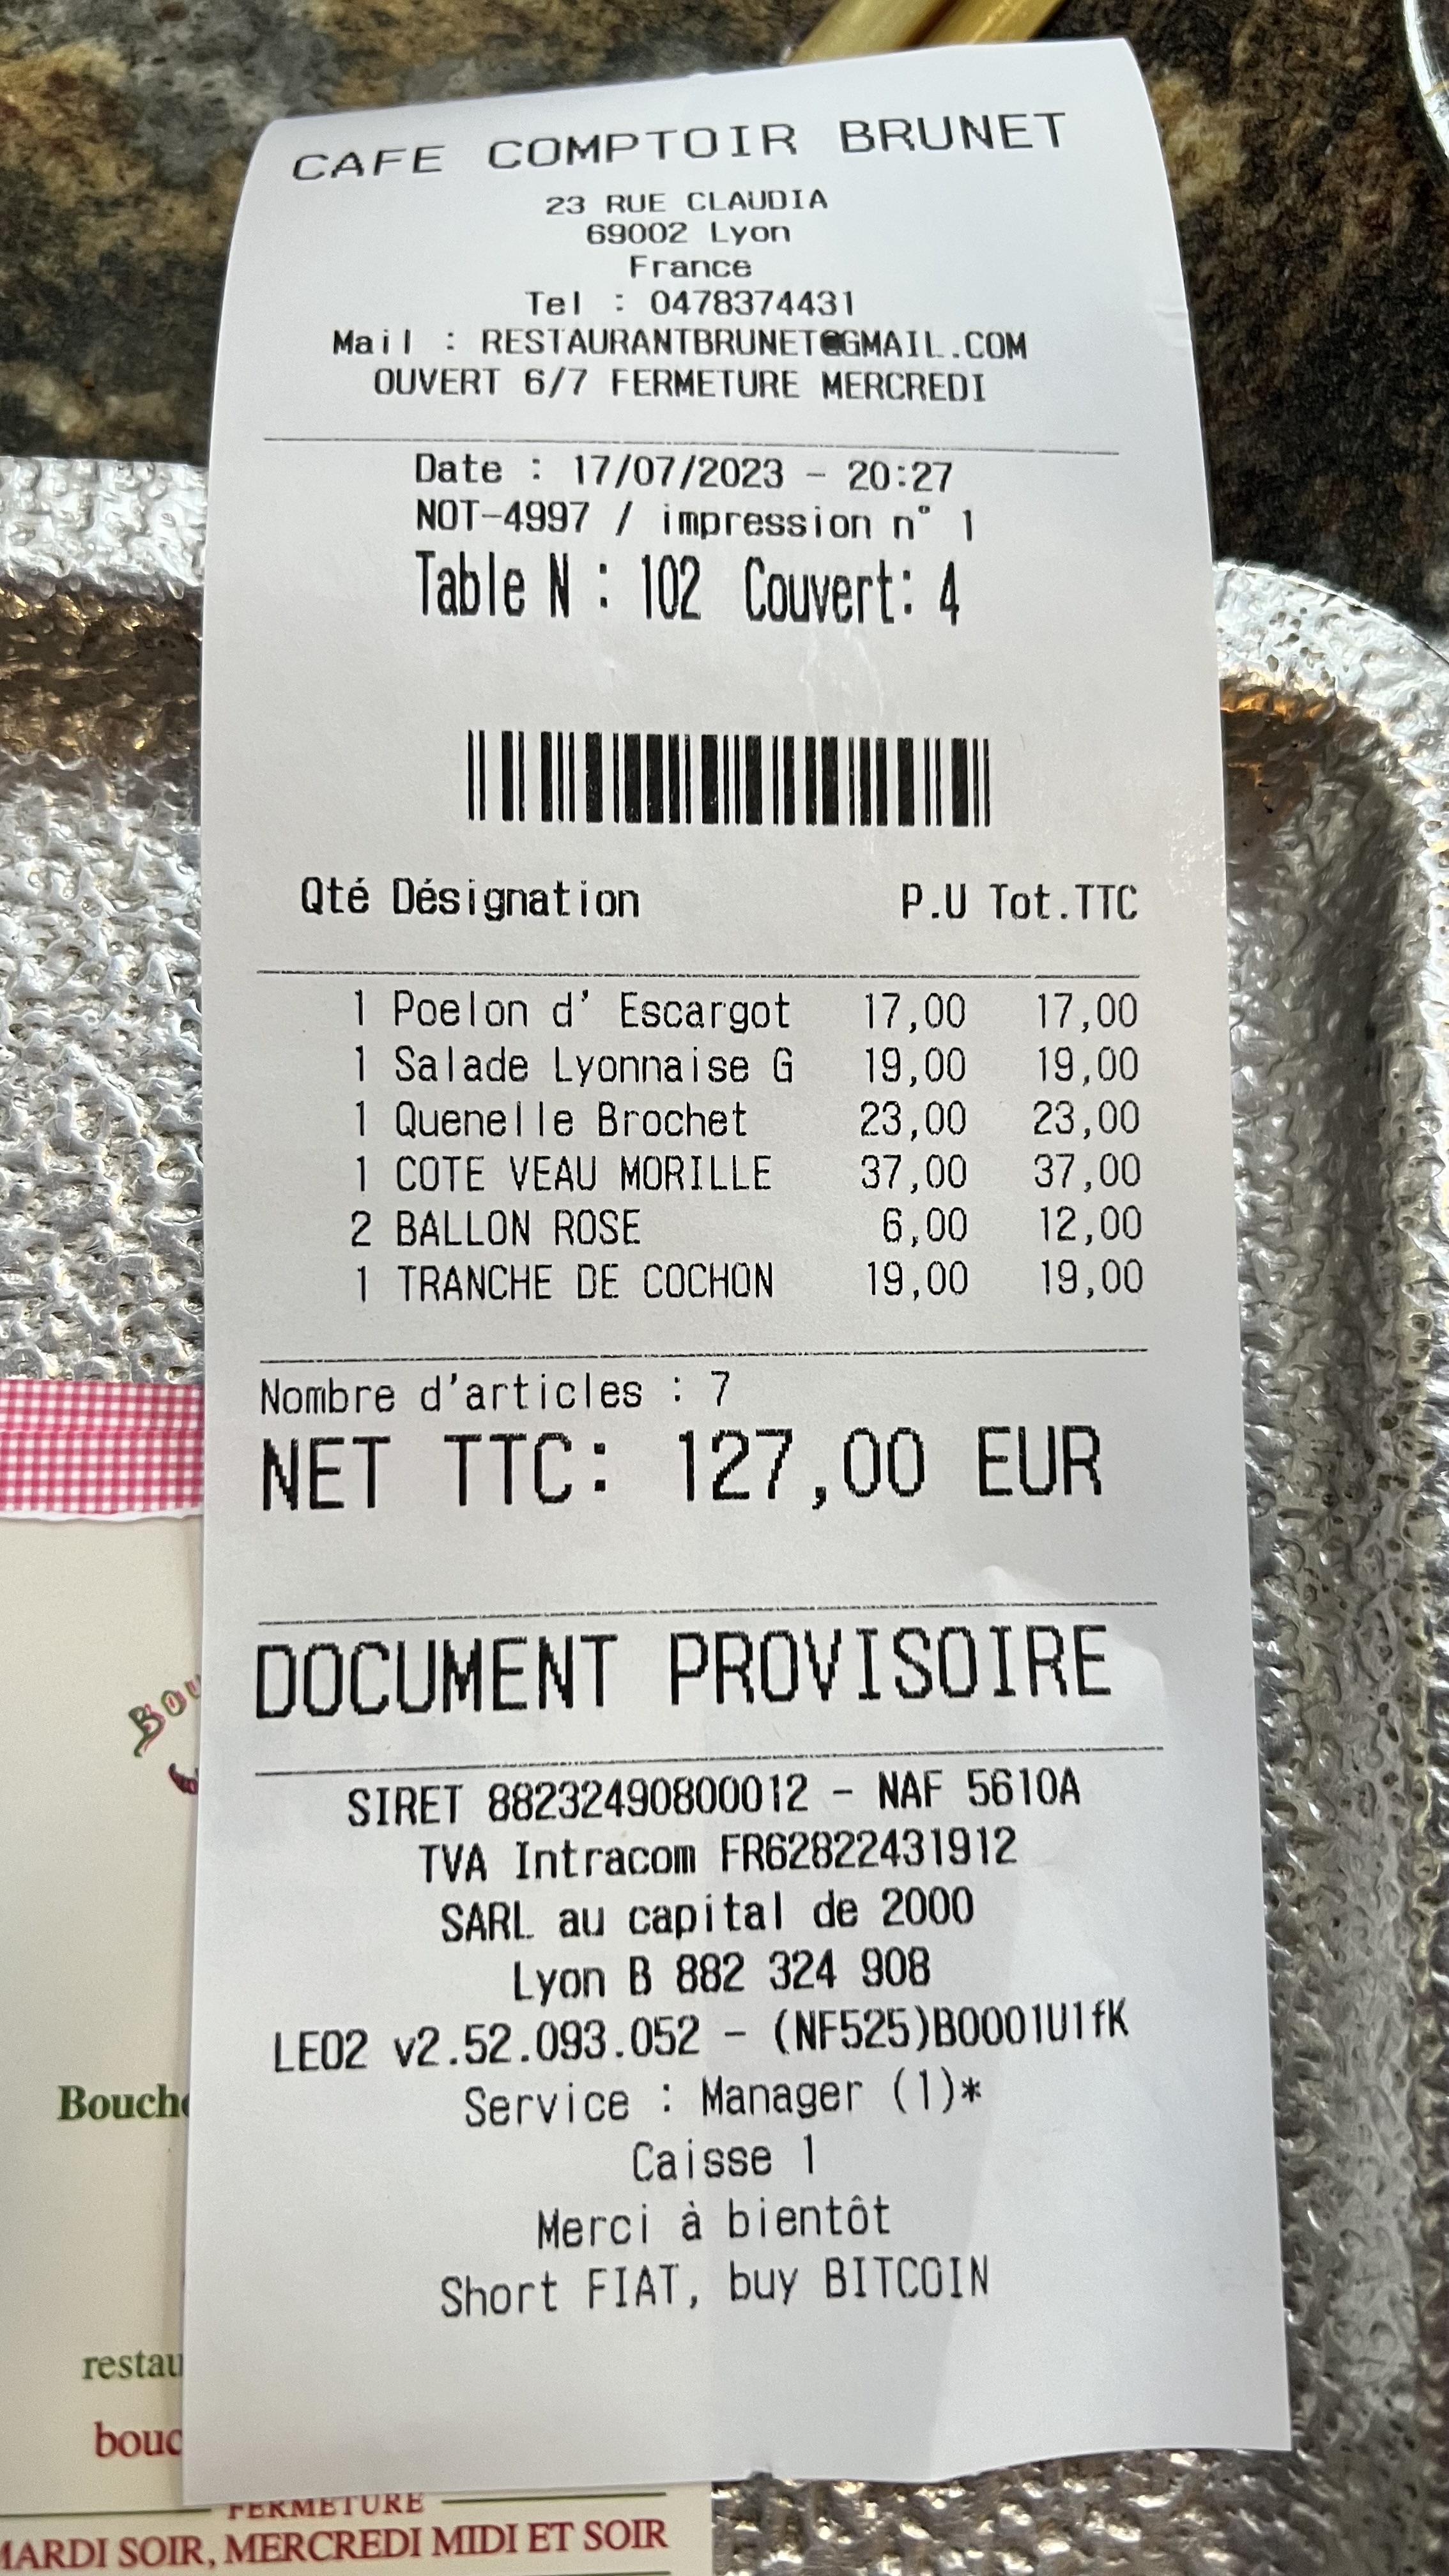 CAFE COMPTOIR BRUNET
23 RUE CLAUDIA
69002 Lyon
France
Tel : 0478374431
Mail : RESTAURANTBRUNET@GMAIL.COM
OUVERT 6/7 FERMETURE MERCREDI
Date : 17/07/2023 - 20:27
NOT-4997 / impression n° 1
Table N : 102 Couvert: 4
Qté Désignation P.U Tot.TTC
1 Poelon d' Escargot 17,00 17,00
1 Salade Lyonnaise G 19,00 19,00
1 Quenelle Brochet 23,00 23,00
1 COTE VEAU MORILLE 37,00 37,00
2 BALLON ROSE 6,00 12,00
1 TRANCHE DE COCHON 19,00 19,00
Nombre d'articles : 7
NET TTC: 127,00 EUR
DOCUMENT PROVISOIRE
SIRET 88232490800012 - NAF 5610A
TVA Intracom FR62822431912
SARL au capital de 2000
Lyon B 882 324 908
LEO2 v2.52.093.052 - (NF525)B0001U1fK
Service : Manager (1)*
Caisse 1
Merci à bientôt
Short FIAT, buy BITCOIN
Bou
Bouch
restau
bouc
FERMETURE
MARDI SOIR, MERCREDI MIDI ET SOIR